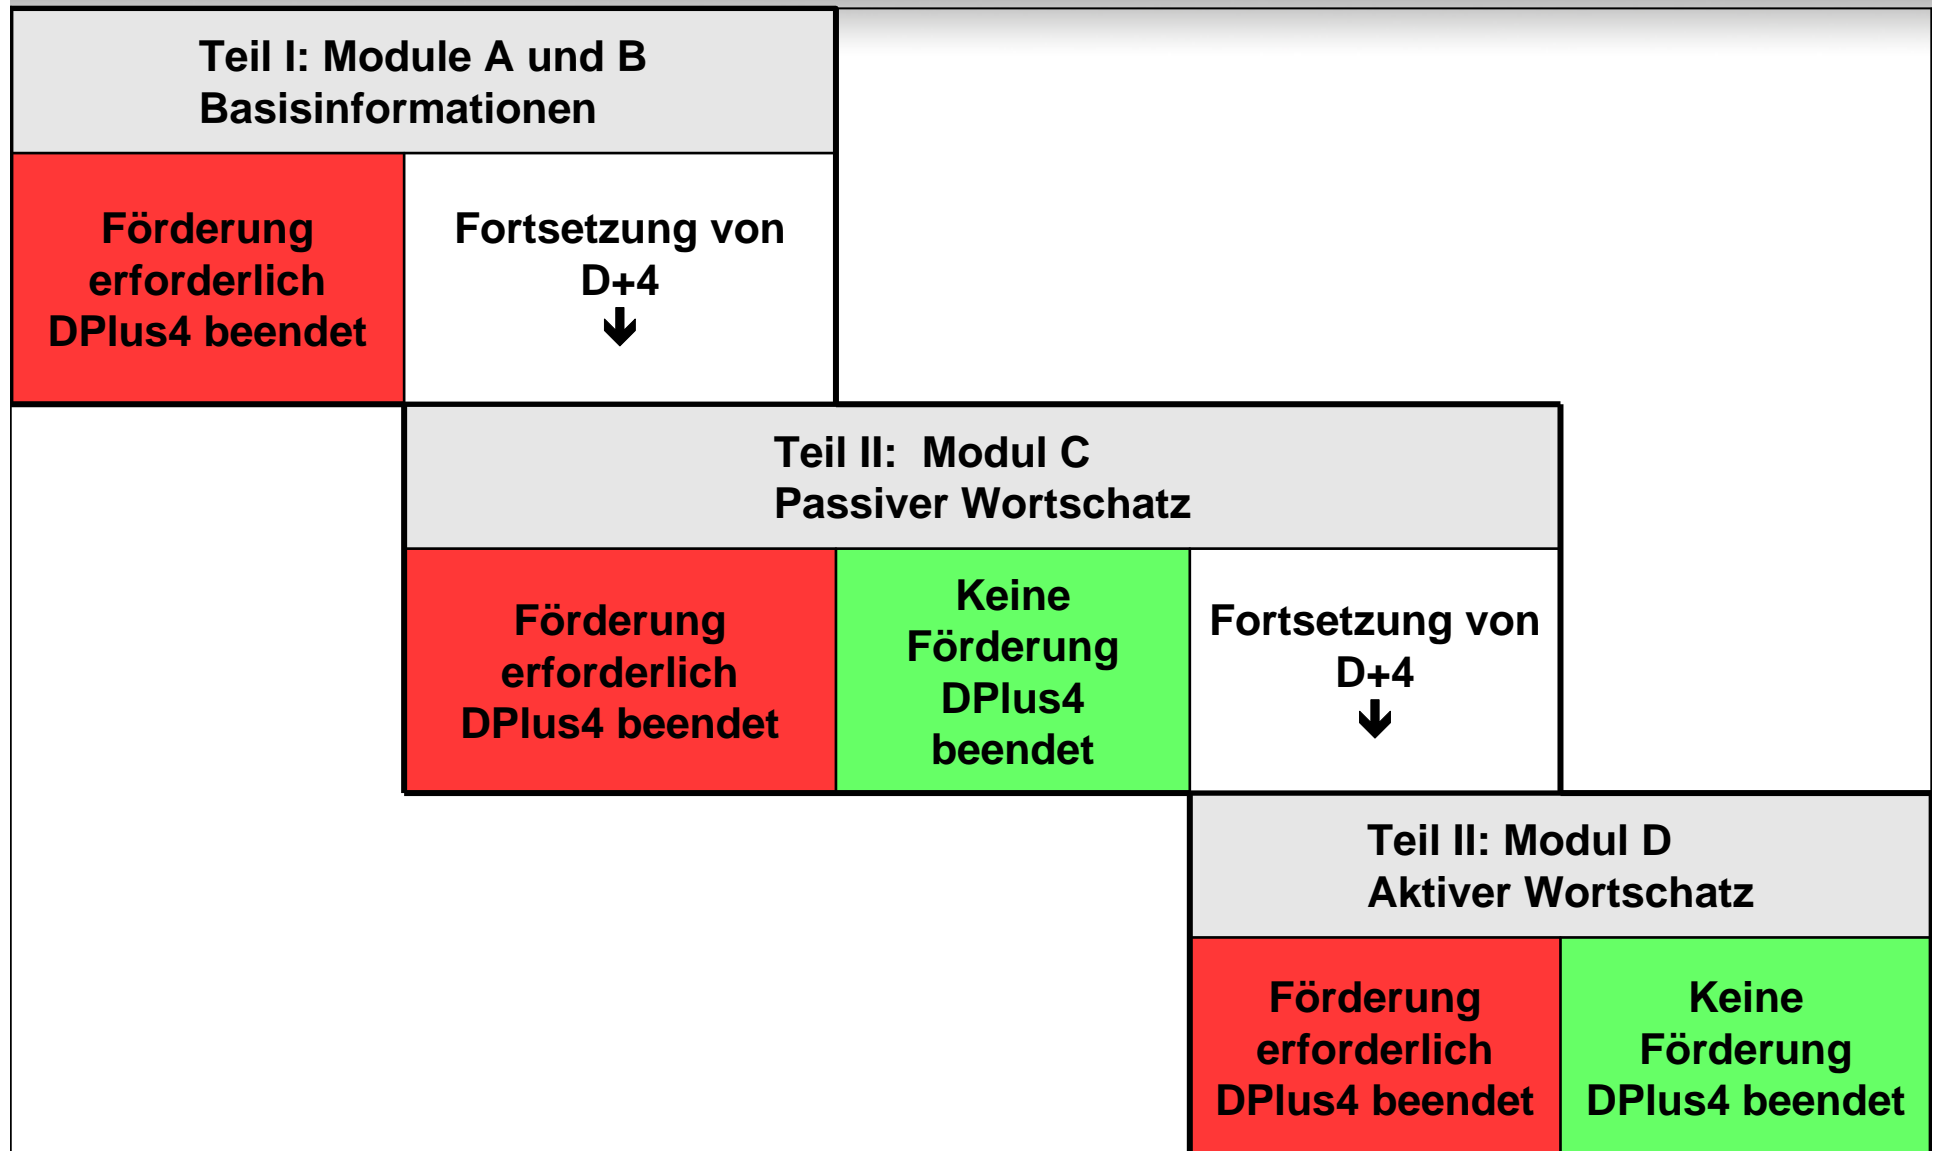 Teil I: Module A und B
Basisinformationen
Förderung
erforderlich
DPlus4 beendet
Fortsetzung von
D+4
🡻
Teil II:  Modul C
Passiver Wortschatz
Förderung
erforderlich
DPlus4 beendet
Keine
Förderung
DPlus4
beendet
Fortsetzung von
D+4
🡻
Teil II: Modul D
Aktiver Wortschatz
Förderung
erforderlich
DPlus4 beendet
Keine
Förderung
DPlus4 beendet